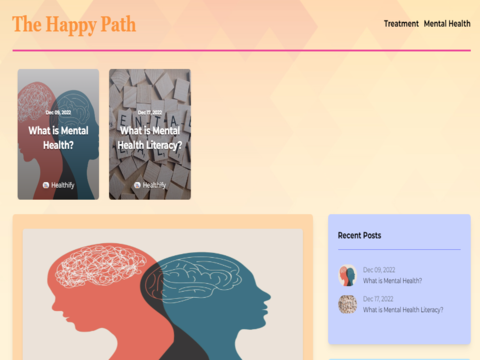 The Happy Path
Treatment Mental Health
Dec 09, 2022
What is Mental
Health?
Healthify
Dec 17, 2022
What is Mental
Health Literacy?
Healthify
Recent Posts
Dec 09, 2022
What is Mental Health?
Dec 17, 2022
What is Mental Health Literacy?